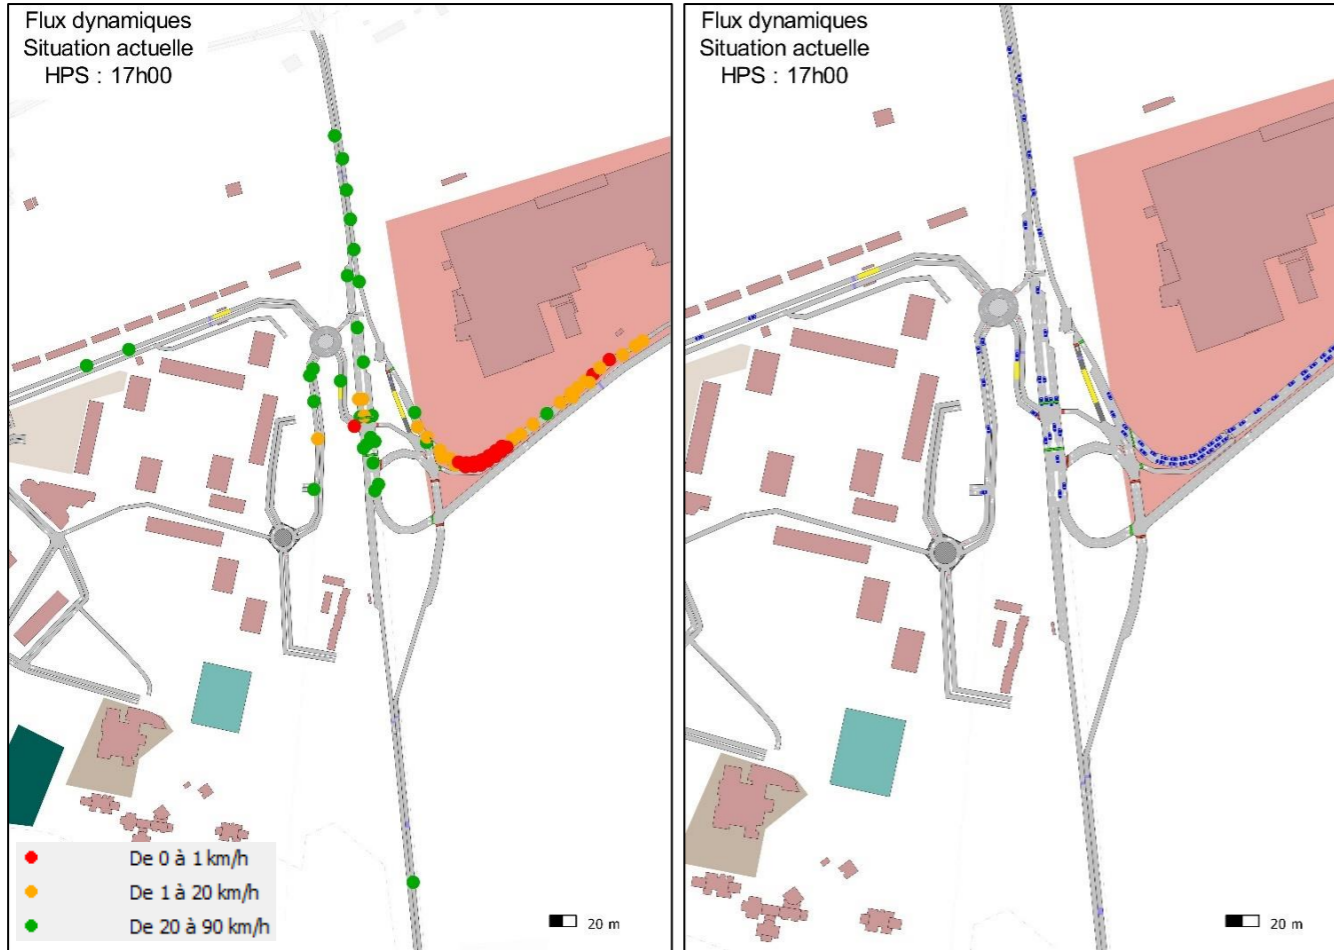 Flux dynamiques
Situation actuelle
HPS : 17h00
De 0 à 1 km/h
De 1 à 20 km/h
De 20 à 90 km/h
20 m
Flux dynamiques
Situation actuelle
HPS : 17h00
20 m